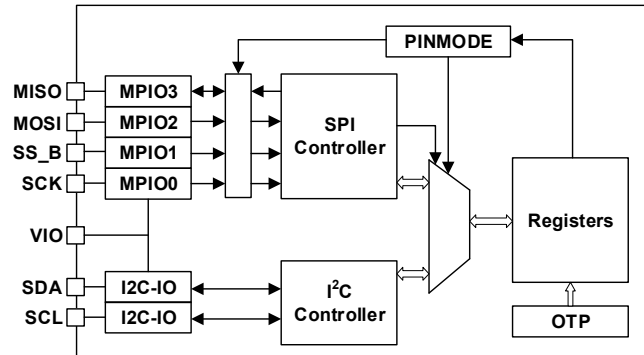 PINMODE
MISO MPIO3
MOSI MPIO2
SS_B MPIO1
SCK MPIO0
SPI
Controller
VIO
Registers
SDA I2C-IO
SCL I2C-IO
I²C
Controller
OTP